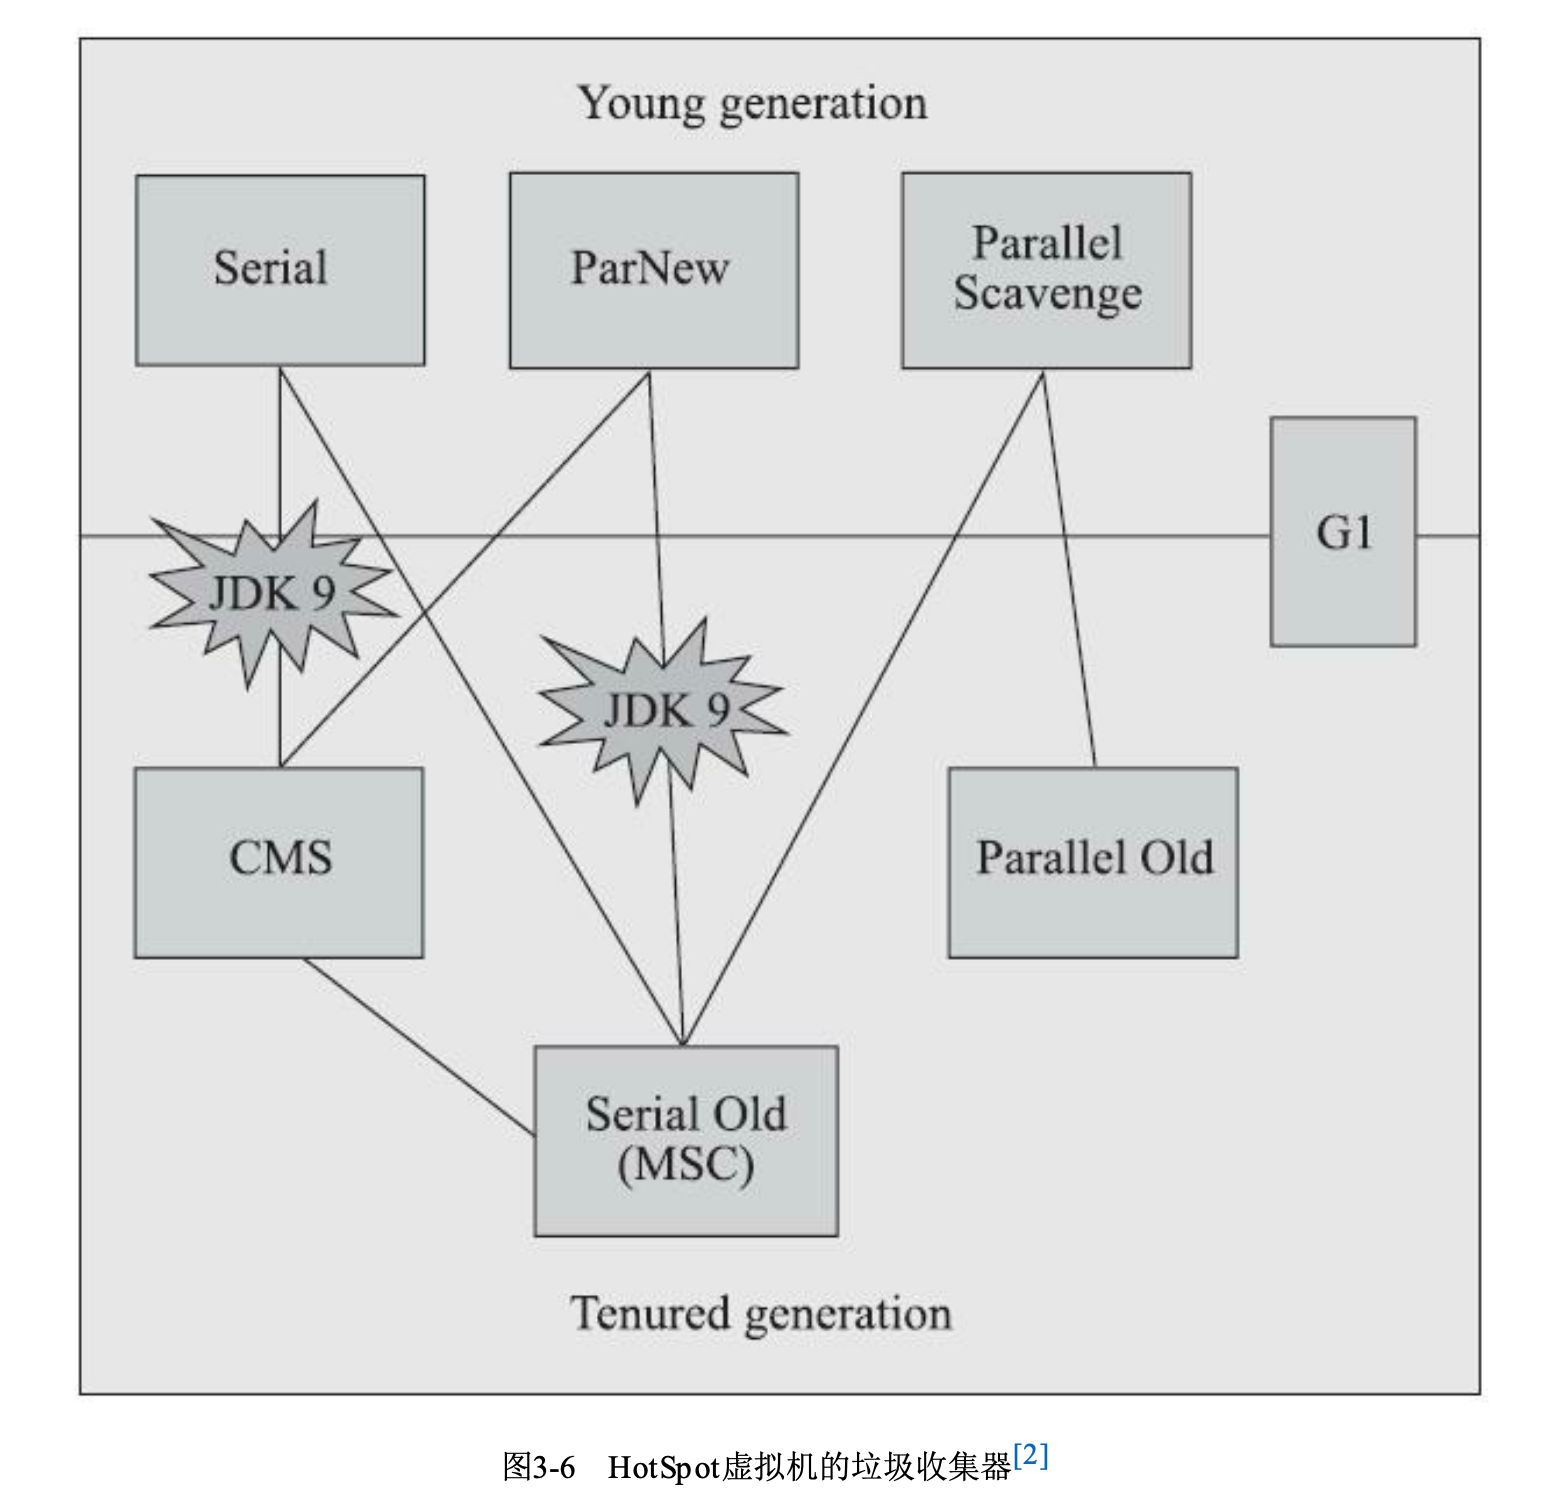 Young generation
Serial
ParNew
Parallel
Scavenge
G1
JDK 9
JDK 9
CMS
Parallel Old
Serial Old
(MSC)
Tenured generation
图3-6 HotSpot虚拟机的垃圾收集器[2]